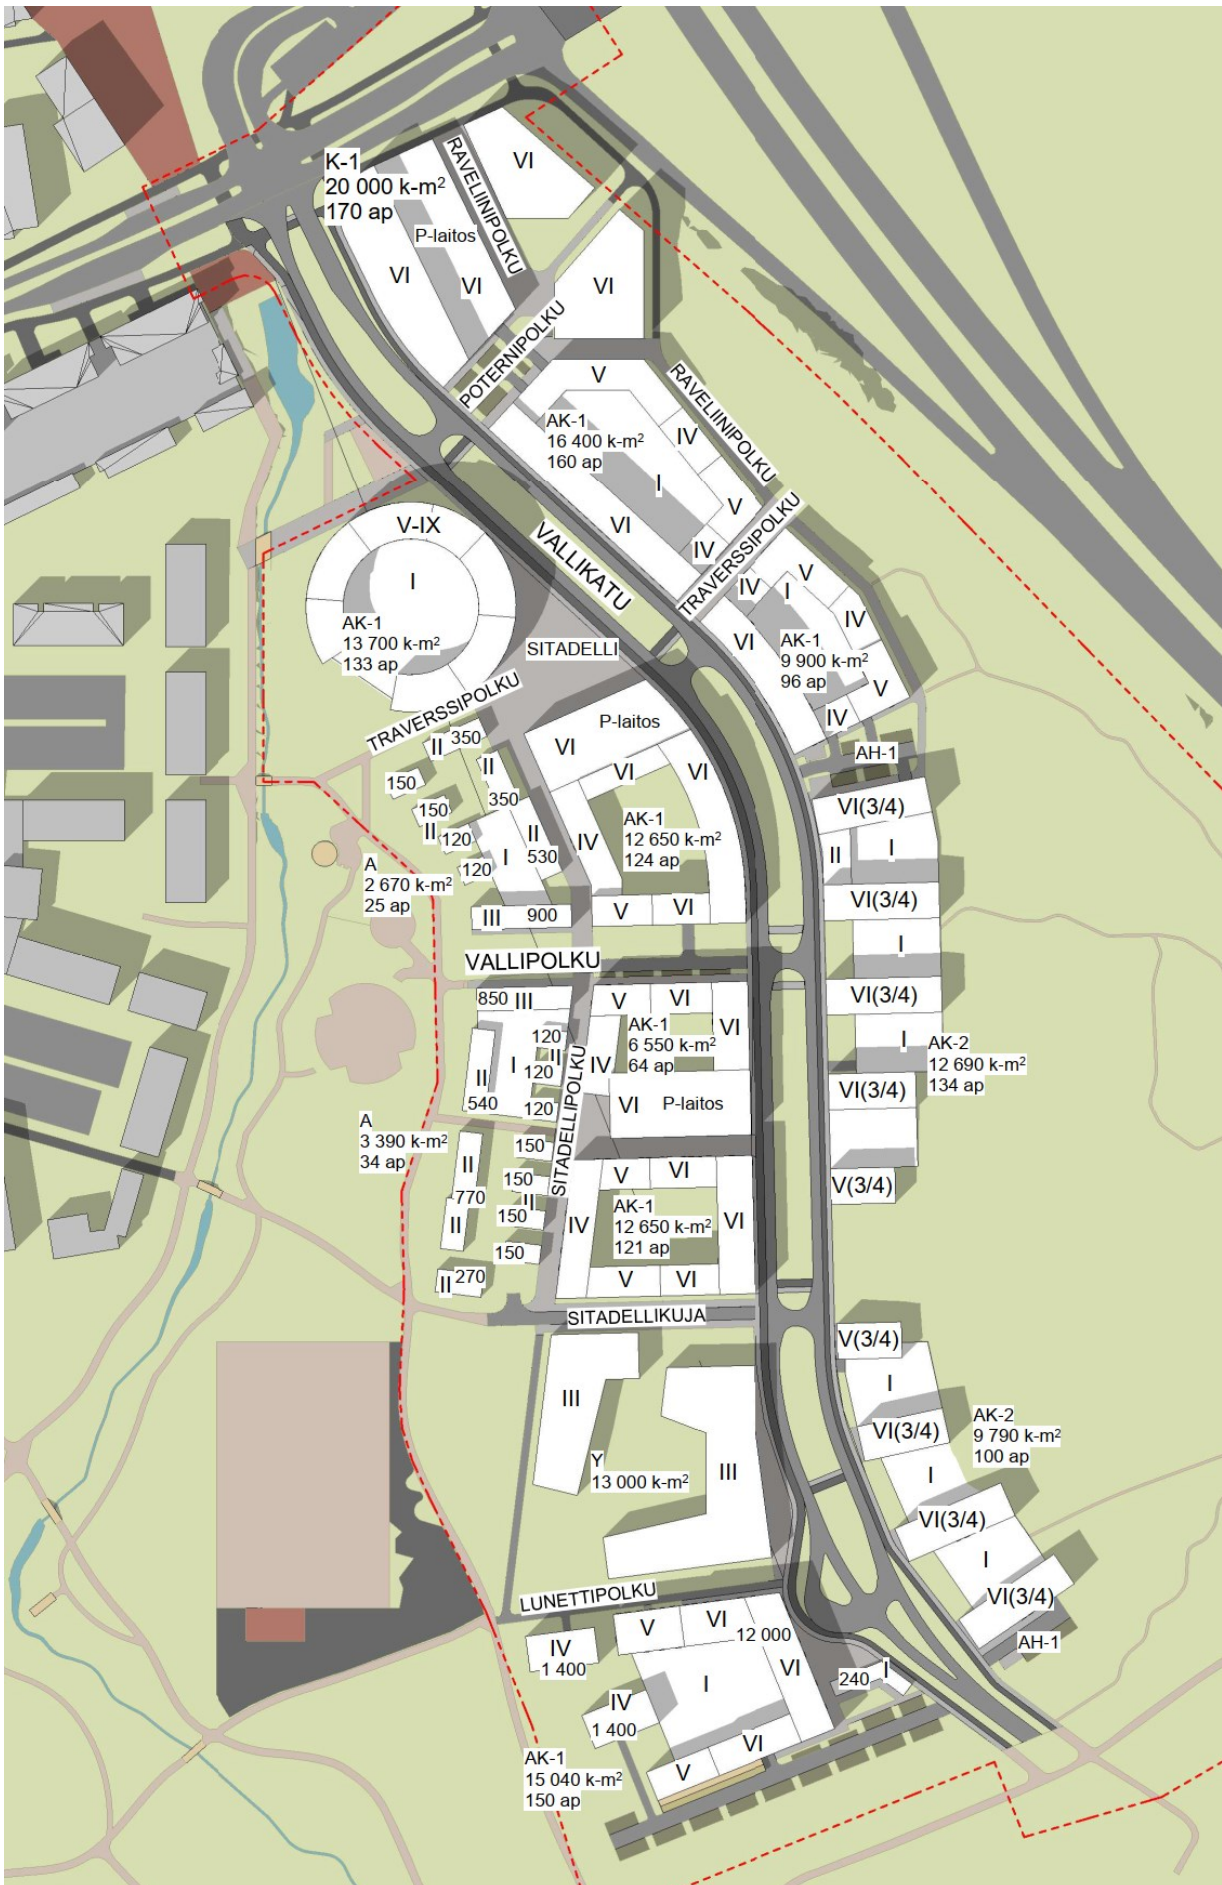 VI
RAVELIINIPOLKU
K-1
20 000 k-m²
170 ap
P-laitos
VI
VI
VI
POTERNIPOLKU
V
RAVELIINIPOLKU
AK-1
16 400 k-m²
160 ap
IV
I
V
VI
IV
TRAVERSSIPOLKU
V-IX
I
VALLIKATU
AK-1
13 700 k-m²
133 ap
SITADELLI
TRAVERSSIPOLKU
V
IV
I
IV
VI
AK-1
9 900 k-m²
96 ap
V
IV
AH-1
P-laitos
VI
VI
VI
II
350
II
150
350
150
II
120
120
I
II
530
IV
AK-1
12 650 k-m²
124 ap
A
2 670 k-m²
25 ap
III
900
V
VI
VI(3/4)
II
I
VI(3/4)
I
VI(3/4)
I
AK-2
12 690 k-m²
134 ap
VI(3/4)
V(3/4)
VALLIPOLKU
850
III
V
VI
VI
120
II
120
120
I
II
540
IV
AK-1
6 550 k-m²
64 ap
SITADELLIPOLKU
VI
P-laitos
A
3 390 k-m²
34 ap
150
150
II
150
150
II
770
II
II
270
V
VI
IV
AK-1
12 650 k-m²
121 ap
VI
V
VI
SITADELLIKUJA
III
III
Y
13 000 k-m²
V(3/4)
I
VI(3/4)
AK-2
9 790 k-m²
100 ap
I
VI(3/4)
I
VI(3/4)
AH-1
LUNETTIPOLKU
V
VI
12 000
IV
1 400
I
VI
240
I
IV
1 400
VI
V
AK-1
15 040 k-m²
150 ap